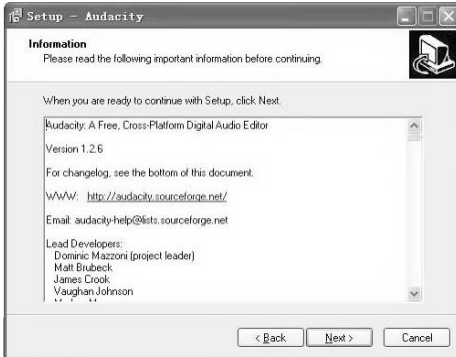 Setup - Audacity
Information
Please read the following important information before continuing.
When you are ready to continue with Setup, click Next.
Audacity: A Free, Cross-Platform Digital Audio Editor
Version 1.2.6
For changelog, see the bottom of this document.
WWW: http://audacity.sourceforge.net/
Email: audacity-help@lists.sourceforge.net
Lead Developers:
Dominic Mazzoni (project leader)
Matt Brubeck
James Crook
Vaughan Johnson
< Back
Next >
Cancel